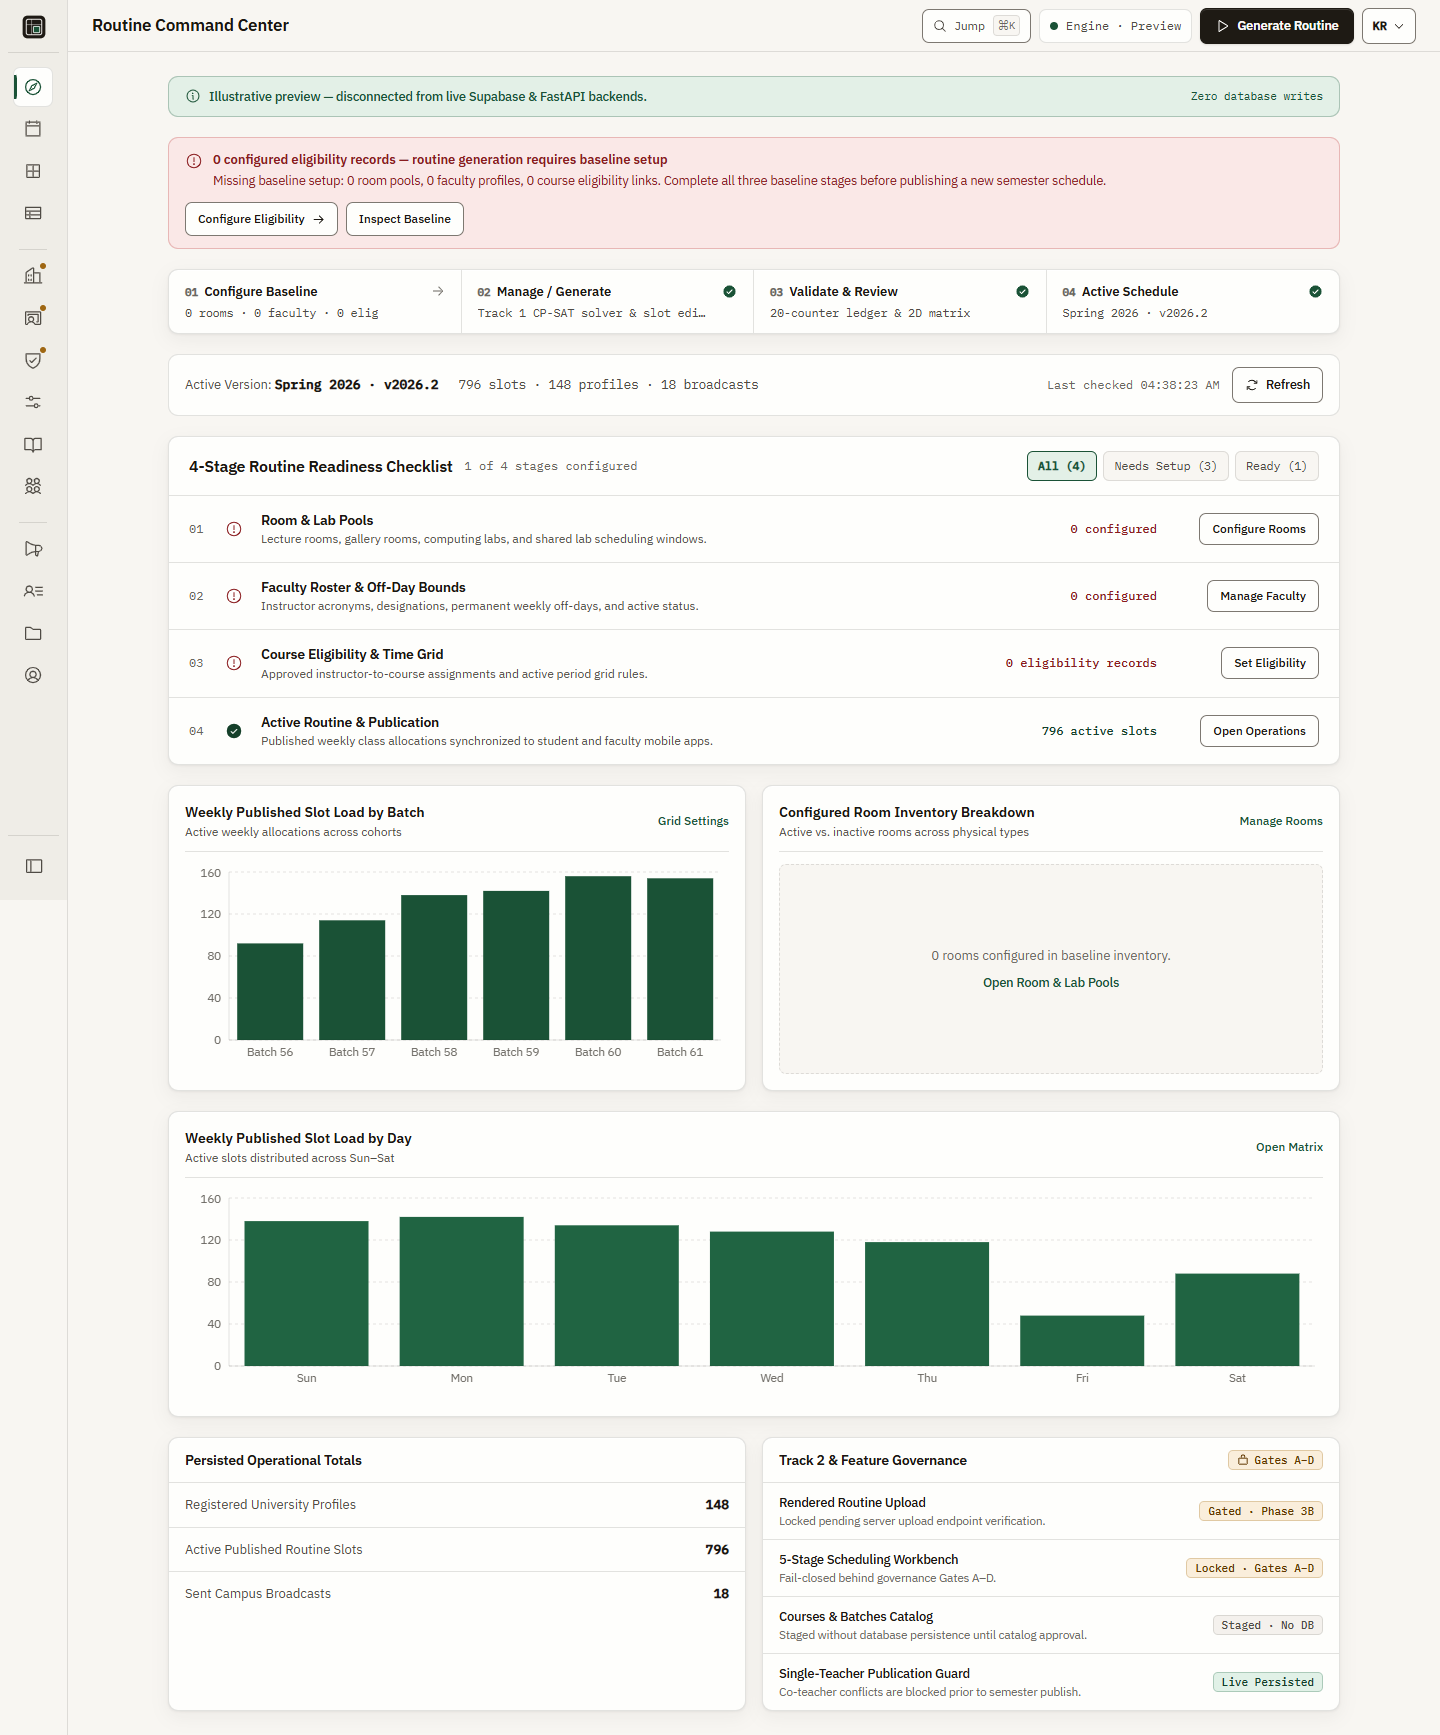 Routine Command Center
Jump ⌘K
Engine · Preview
Generate Routine
KR
Illustrative preview — disconnected from live Supabase & FastAPI backends.
Zero database writes
0 configured eligibility records — routine generation requires baseline setup
Missing baseline setup: 0 room pools, 0 faculty profiles, 0 course eligibility links. Complete all three baseline stages before publishing a new semester schedule.
Configure Eligibility →
Inspect Baseline
01 Configure Baseline →
0 rooms · 0 faculty · 0 elig
02 Manage / Generate
Track 1 CP-SAT solver & slot edi…
03 Validate & Review
20-counter ledger & 2D matrix
04 Active Schedule
Spring 2026 · v2026.2
Active Version: Spring 2026 · v2026.2 796 slots · 148 profiles · 18 broadcasts
Last checked 04:38:23 AM
Refresh
4-Stage Routine Readiness Checklist 1 of 4 stages configured
All (4)
Needs Setup (3)
Ready (1)
01
Room & Lab Pools
Lecture rooms, gallery rooms, computing labs, and shared lab scheduling windows.
0 configured
Configure Rooms
02
Faculty Roster & Off-Day Bounds
Instructor acronyms, designations, permanent weekly off-days, and active status.
0 configured
Manage Faculty
03
Course Eligibility & Time Grid
Approved instructor-to-course assignments and active period grid rules.
0 eligibility records
Set Eligibility
04
Active Routine & Publication
Published weekly class allocations synchronized to student and faculty mobile apps.
796 active slots
Open Operations
Weekly Published Slot Load by Batch
Active weekly allocations across cohorts
Grid Settings
160
120
80
40
0
Batch 56 Batch 57 Batch 58 Batch 59 Batch 60 Batch 61
Configured Room Inventory Breakdown
Active vs. inactive rooms across physical types
Manage Rooms
0 rooms configured in baseline inventory.
Open Room & Lab Pools
Weekly Published Slot Load by Day
Active slots distributed across Sun–Sat
Open Matrix
160
120
80
40
0
Sun Mon Tue Wed Thu Fri Sat
Persisted Operational Totals
Registered University Profiles 148
Active Published Routine Slots 796
Sent Campus Broadcasts 18
Track 2 & Feature Governance
Gates A–D
Rendered Routine Upload
Locked pending server upload endpoint verification.
Gated · Phase 3B
5-Stage Scheduling Workbench
Fail-closed behind governance Gates A–D.
Locked · Gates A–D
Courses & Batches Catalog
Staged without database persistence until catalog approval.
Staged · No DB
Single-Teacher Publication Guard
Co-teacher conflicts are blocked prior to semester publish.
Live Persisted